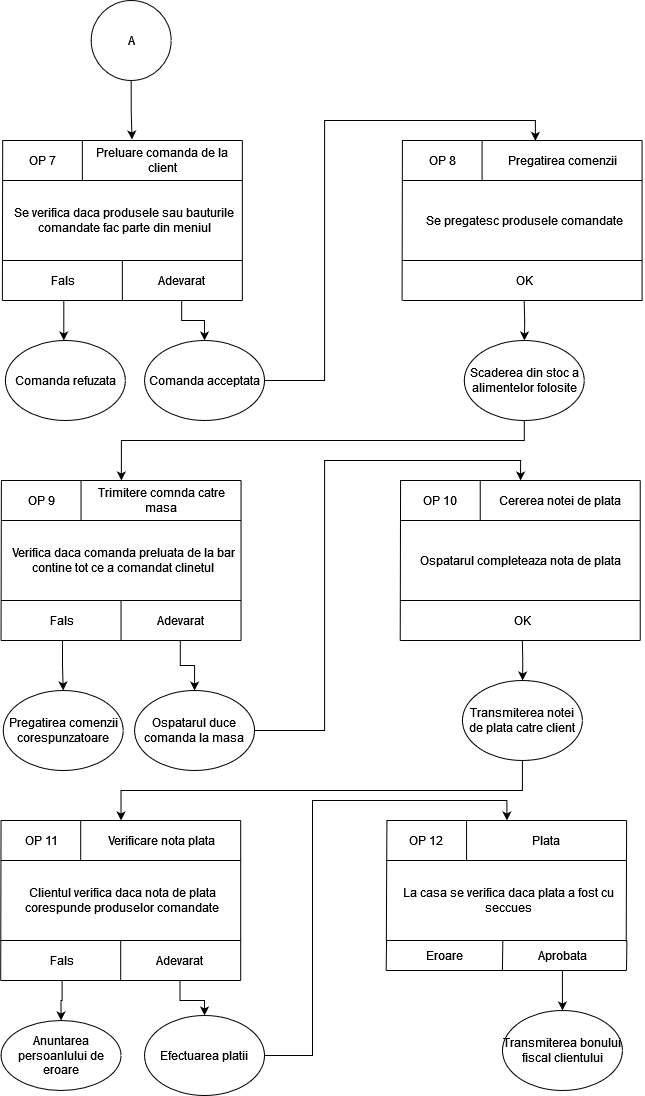 A
OP 7
Preluare comanda de la
client
Se verifica daca produsele sau bauturile
comandate fac parte din meniul
Fals
Adevarat
Comanda refuzata
Comanda acceptata
OP 8
Pregatirea comenzii
Se pregatesc produsele comandate
OK
Scaderea din stoc a
alimentelor folosite
OP 9
Trimitere comnda catre
masa
Verifica daca comanda preluata de la bar
contine tot ce a comandat clinetul
Fals
Adevarat
Pregatirea comenzii
corespunzatoare
Ospatarul duce
comanda la masa
OP 10
Cererea notei de plata
Ospatarul completeaza nota de plata
OK
Transmiterea notei
de plata catre client
OP 11
Verificare nota plata
Clientul verifica daca nota de plata
corespunde produselor comandate
Fals
Adevarat
Anuntarea
persoanlului de
eroare
Efectuarea platii
OP 12
Plata
La casa se verifica daca plata a fost cu
seccues
Eroare
Aprobata
Transmiterea bonului
fiscal clientului